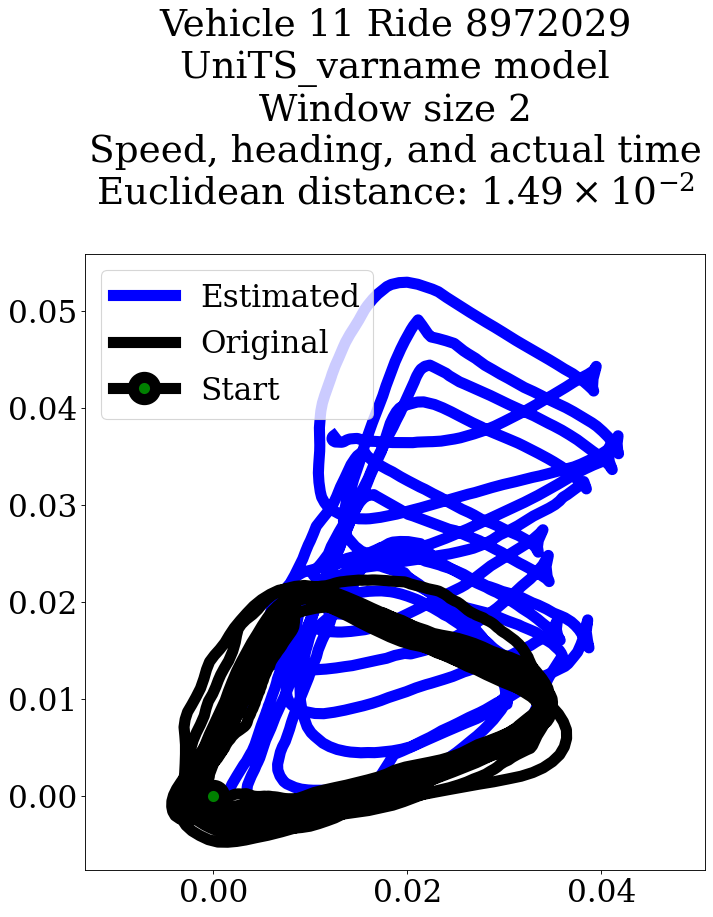 Vehicle 11 Ride 8972029
UniTS_varname model
Window size 2
Speed, heading, and actual time
Euclidean distance: 1.49 × 10⁻²
Estimated
Original
Start
0.05
0.04
0.03
0.02
0.01
0.00
0.00 0.02 0.04